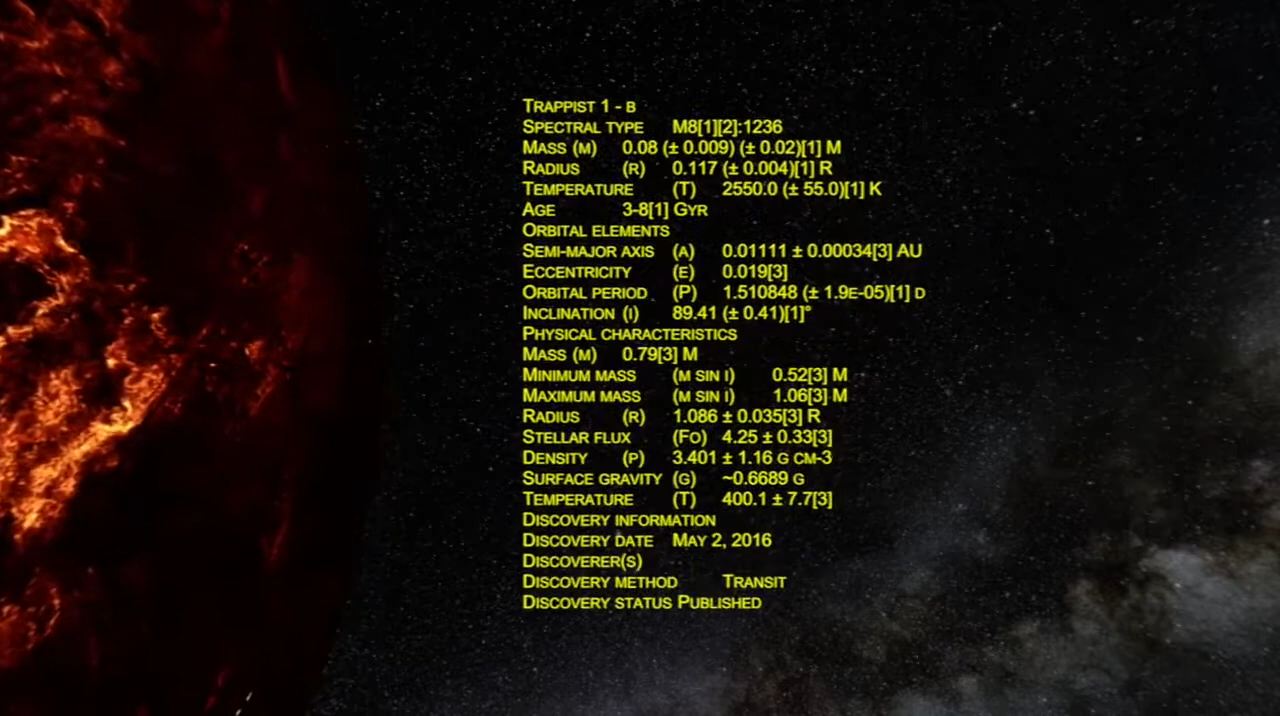 Trappist 1 - b
Spectral type M8[1][2]:1236
Mass (m) 0.08 (± 0.009) (± 0.02)[1] M
Radius (r) 0.117 (± 0.004)[1] R
Temperature (T) 2550.0 (± 55.0)[1] K
Age 3-8[1] Gyr
Orbital elements
Semi-major axis (a) 0.01111 ± 0.00034[3] AU
Eccentricity (e) 0.019[3]
Orbital period (P) 1.510848 (± 1.9e-05)[1] d
Inclination (i) 89.41 (± 0.41)[1]°
Physical characteristics
Mass (m) 0.79[3] M
Minimum mass (m sin i) 0.52[3] M
Maximum mass (m sin i) 1.06[3] M
Radius (r) 1.086 ± 0.035[3] R
Stellar flux (Fo) 4.25 ± 0.33[3]
Density (p) 3.401 ± 1.16 g cm-3
Surface gravity (g) ~0.6689 g
Temperature (T) 400.1 ± 7.7[3]
Discovery information
Discovery date May 2, 2016
Discoverer(s)
Discovery method Transit
Discovery status Published